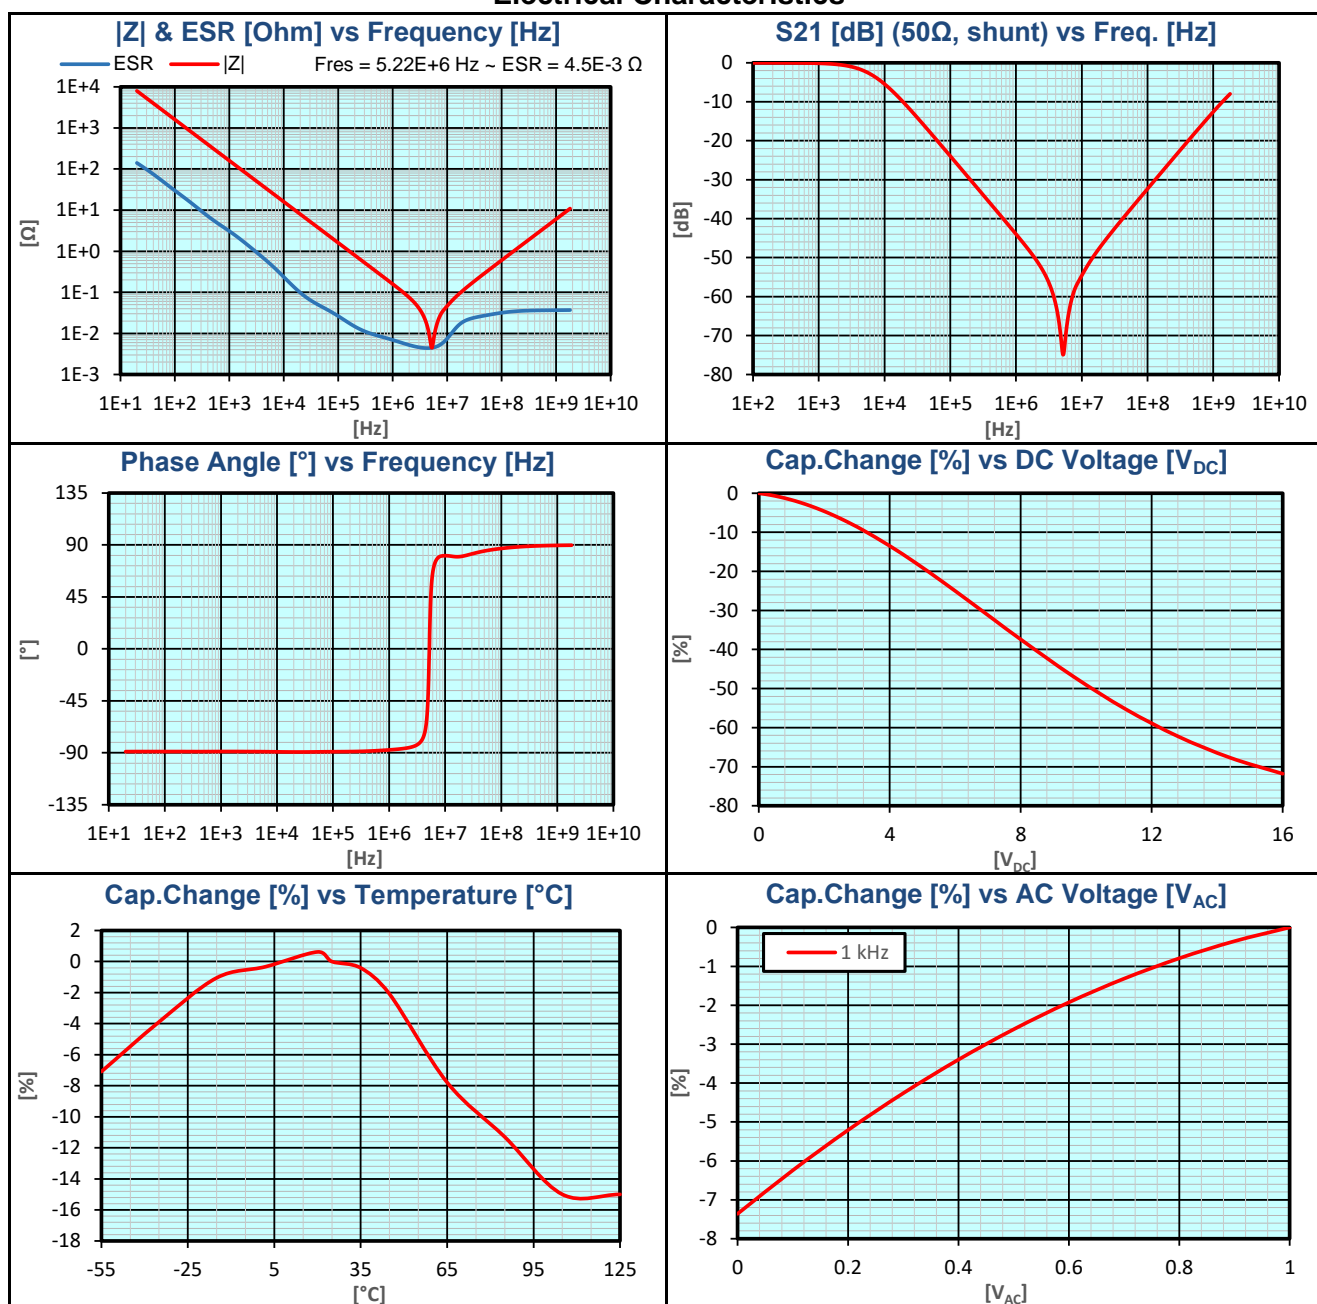 Electrical Characteristics
|Z| & ESR [Ohm] vs Frequency [Hz]
ESR
|Z|
Fres = 5.22E+6 Hz ~ ESR = 4.5E-3 Ω
1E+4
1E+3
1E+2
1E+1
1E+0
1E-1
1E-2
1E-3
[Ω]
1E+1 1E+2 1E+3 1E+4 1E+5 1E+6 1E+7 1E+8 1E+9 1E+10
[Hz]
S21 [dB] (50Ω, shunt) vs Freq. [Hz]
0
-10
-20
-30
-40
-50
-60
-70
-80
[dB]
1E+2 1E+3 1E+4 1E+5 1E+6 1E+7 1E+8 1E+9 1E+10
[Hz]
Phase Angle [°] vs Frequency [Hz]
135
90
45
0
-45
-90
-135
[°]
1E+1 1E+2 1E+3 1E+4 1E+5 1E+6 1E+7 1E+8 1E+9 1E+10
[Hz]
Cap.Change [%] vs DC Voltage [VDC]
0
-10
-20
-30
-40
-50
-60
-70
-80
[%]
0 4 8 12 16
[VDC]
Cap.Change [%] vs Temperature [°C]
2
0
-2
-4
-6
-8
-10
-12
-14
-16
-18
[%]
-55 -25 5 35 65 95 125
[°C]
Cap.Change [%] vs AC Voltage [VAC]
1 kHz
0
-1
-2
-3
-4
-5
-6
-7
-8
[%]
0 0.2 0.4 0.6 0.8 1
[VAC]